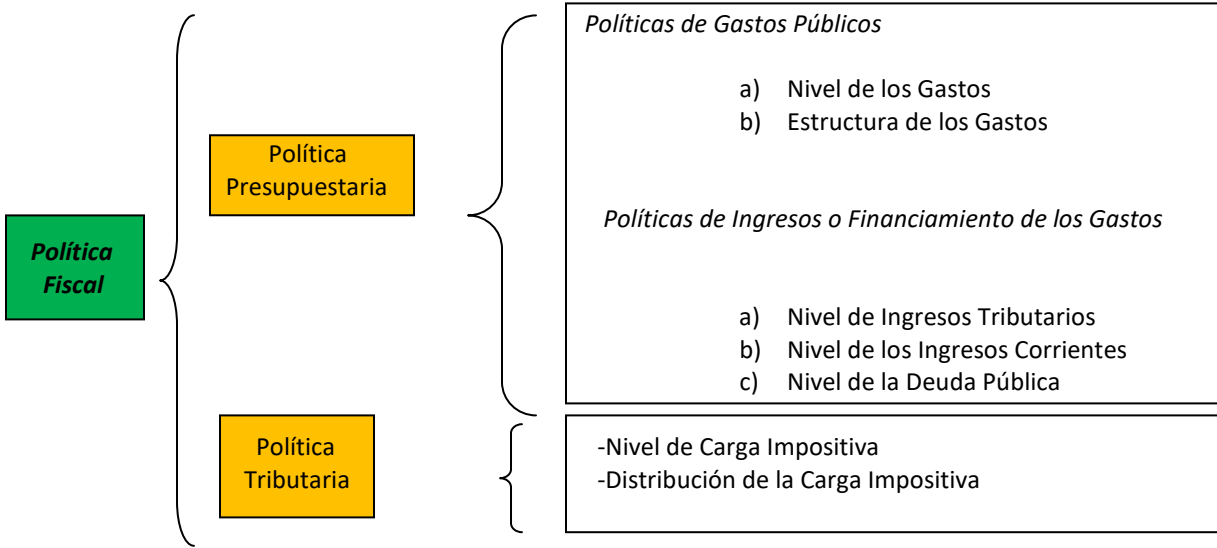 Política
Fiscal
Política
Presupuestaria
Políticas de Gastos Públicos
a) Nivel de los Gastos
b) Estructura de los Gastos
Políticas de Ingresos o Financiamiento de los Gastos
a) Nivel de Ingresos Tributarios
b) Nivel de los Ingresos Corrientes
c) Nivel de la Deuda Pública
Política
Tributaria
-Nivel de Carga Impositiva
-Distribución de la Carga Impositiva